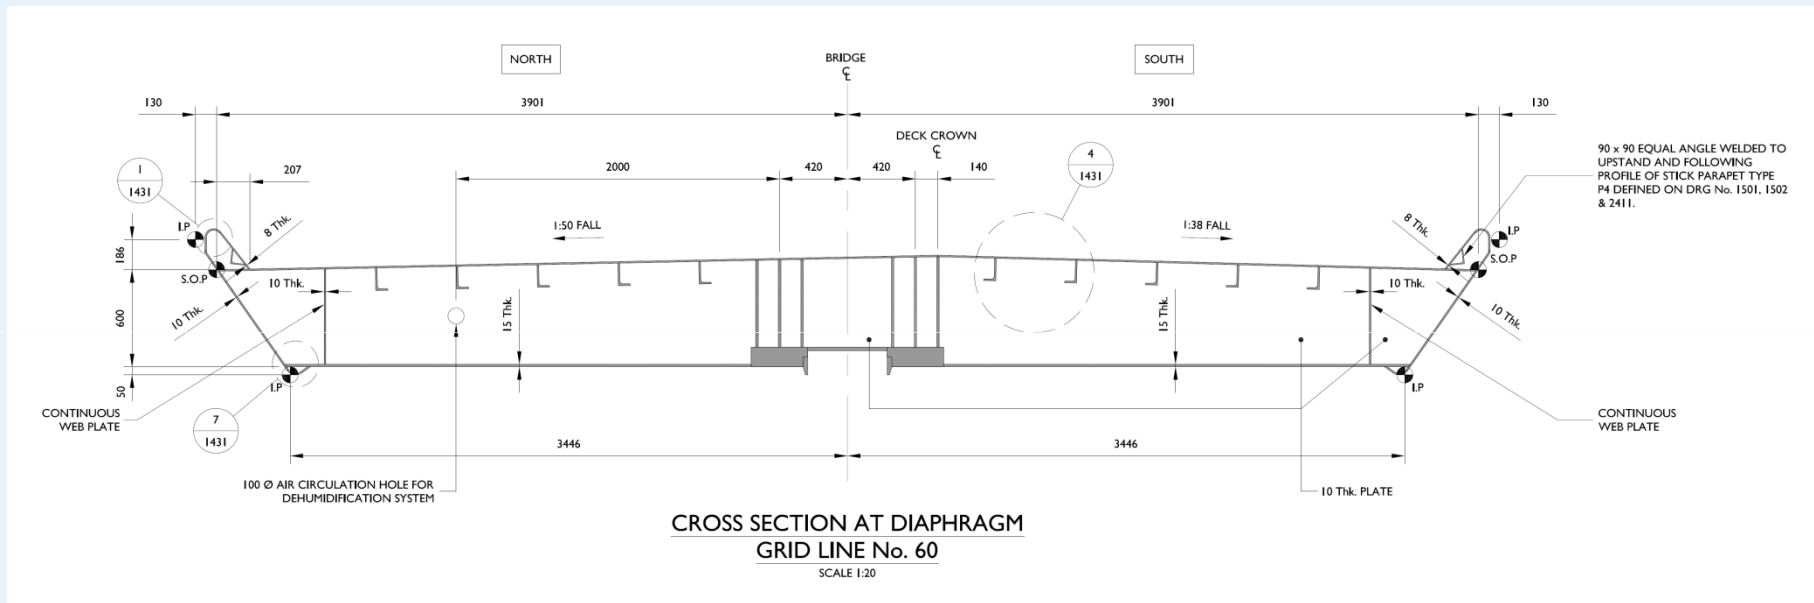 NORTH
BRIDGE
℄
SOUTH
130
3901
3901
130
DECK CROWN
℄
1
1431
207
2000
420
420
140
4
1431
90 x 90 EQUAL ANGLE WELDED TO
UPSTAND AND FOLLOWING
PROFILE OF STICK PARAPET TYPE
P4 DEFINED ON DRG No. 1501, 1502
& 2411.
I.P
8 Thk.
1:50 FALL
1:38 FALL
8 Thk.
I.P
186
S.O.P
S.O.P
10 Thk.
10 Thk.
600
10 Thk.
15 Thk.
15 Thk.
10 Thk.
50
I.P
I.P
CONTINUOUS
WEB PLATE
7
1431
CONTINUOUS
WEB PLATE
3446
3446
100 Ø AIR CIRCULATION HOLE FOR
DEHUMIDIFICATION SYSTEM
10 Thk. PLATE
CROSS SECTION AT DIAPHRAGM
GRID LINE No. 60
SCALE 1:20